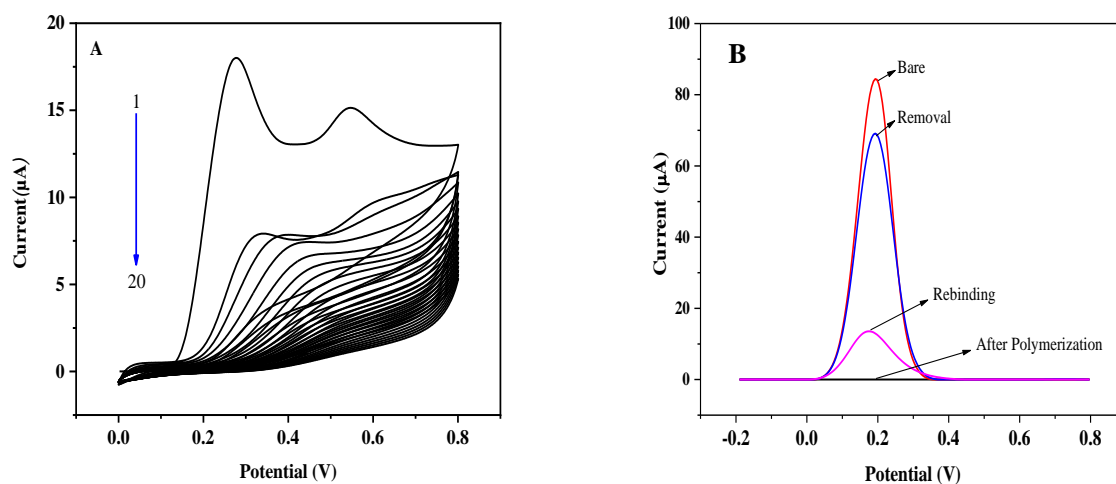 A
20
15
10
5
0
1
20
Current(µA)
0.0 0.2 0.4 0.6 0.8
Potential (V)
B
100
80
60
40
20
0
Bare
Removal
Rebinding
After Polymerization
Current (µA)
-0.2 0.0 0.2 0.4 0.6 0.8
Potential (V)